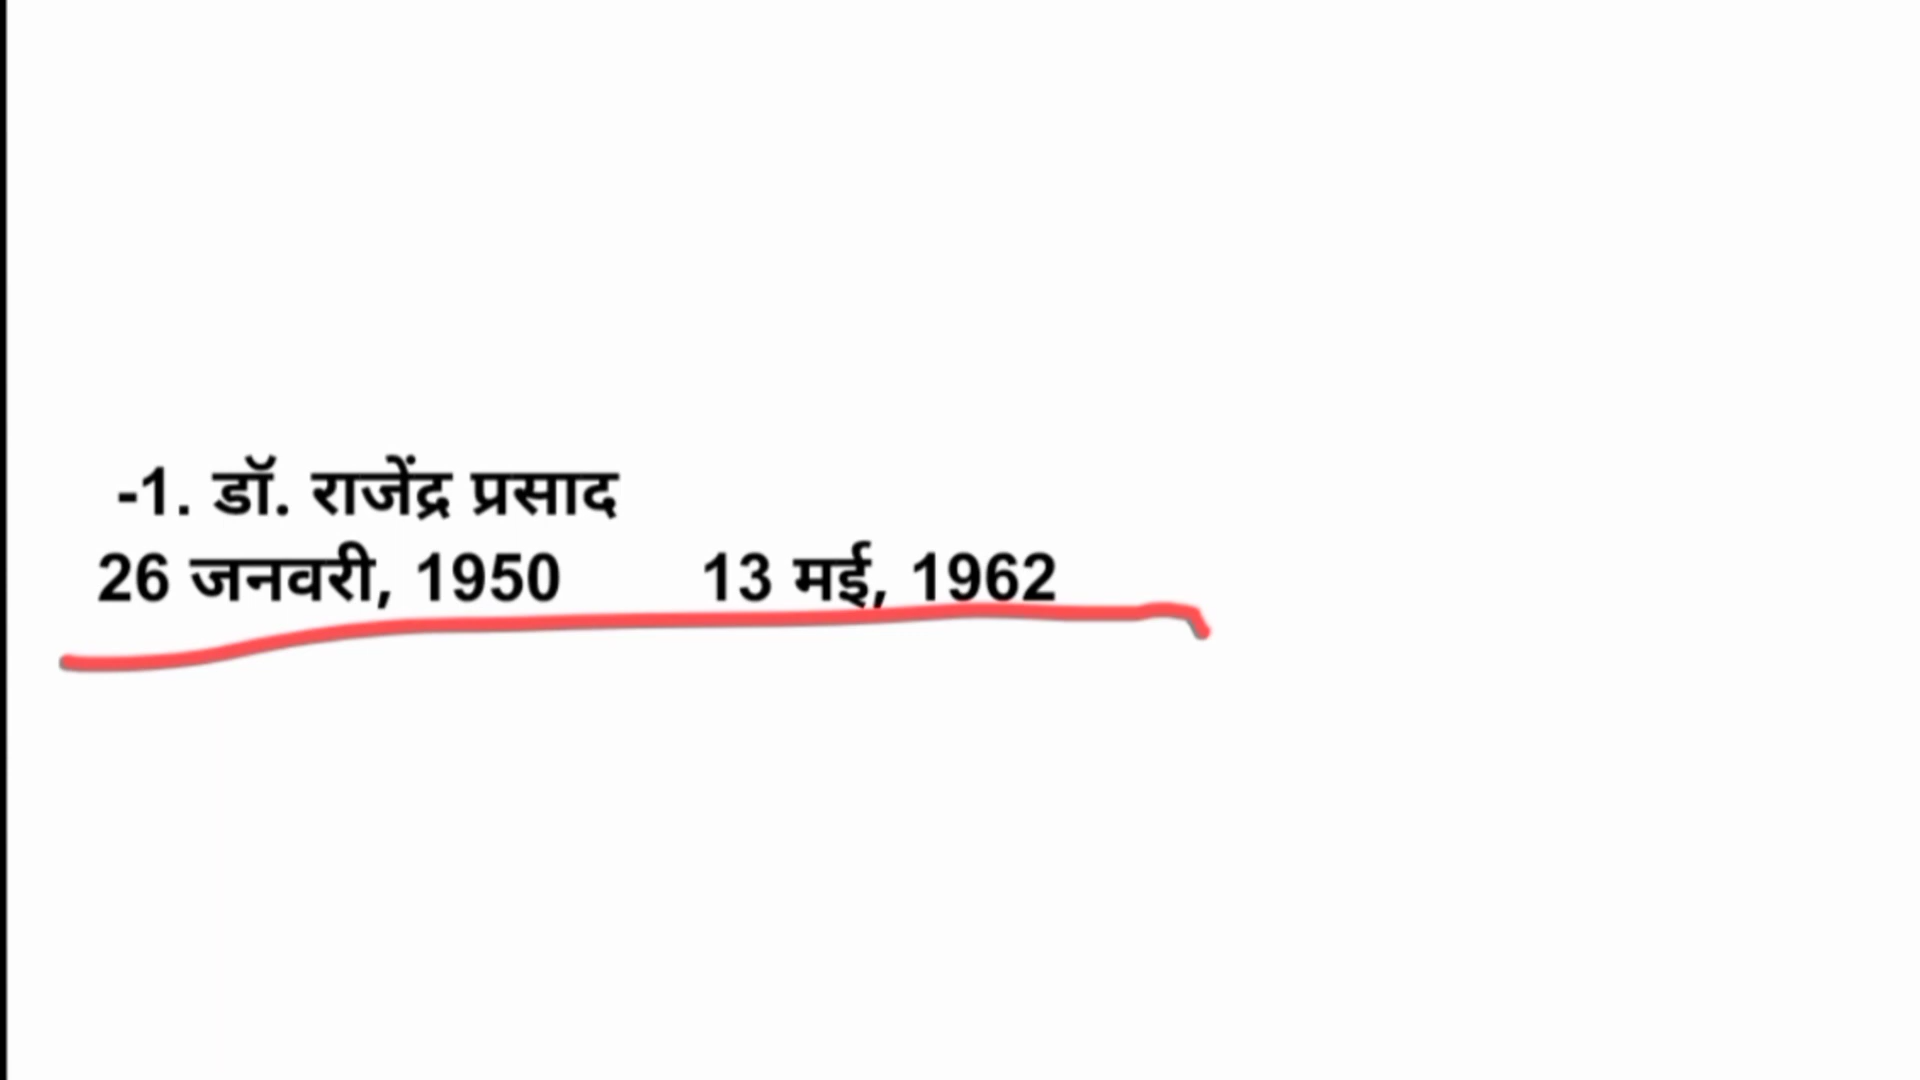 -1. डॉ. राजेंद्र प्रसाद
26 जनवरी, 1950 13 मई, 1962